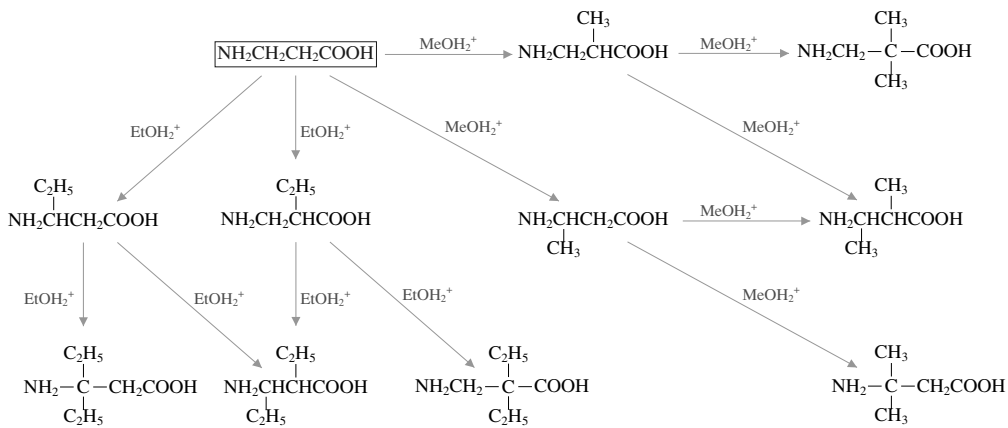 CH₃
NH₂CH₂CH₂COOH
MeOH₂⁺
NH₂CH₂CHCOOH
MeOH₂⁺
NH₂CH₂–C–COOH
CH₃
CH₃
EtOH₂⁺
EtOH₂⁺
MeOH₂⁺
MeOH₂⁺
C₂H₅
C₂H₅
CH₃
NH₂CHCH₂COOH
NH₂CH₂CHCOOH
NH₂CHCH₂COOH
MeOH₂⁺
NH₂CHCHCOOH
CH₃
CH₃
EtOH₂⁺
EtOH₂⁺
EtOH₂⁺
EtOH₂⁺
MeOH₂⁺
C₂H₅
C₂H₅
C₂H₅
CH₃
NH₂–C–CH₂COOH
NH₂CHCHCOOH
NH₂CH₂–C–COOH
NH₂–C–CH₂COOH
C₂H₅
C₂H₅
C₂H₅
CH₃